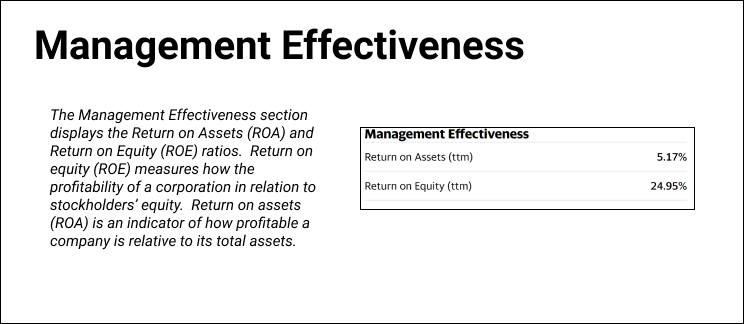 Management Effectiveness
The Management Effectiveness section
displays the Return on Assets (ROA) and
Return on Equity (ROE) ratios.  Return on
equity (ROE) measures how the
profitability of a corporation in relation to
stockholders’ equity.  Return on assets
(ROA) is an indicator of how profitable a
company is relative to its total assets.
Management Effectiveness
Return on Assets (ttm) 5.17%
Return on Equity (ttm) 24.95%